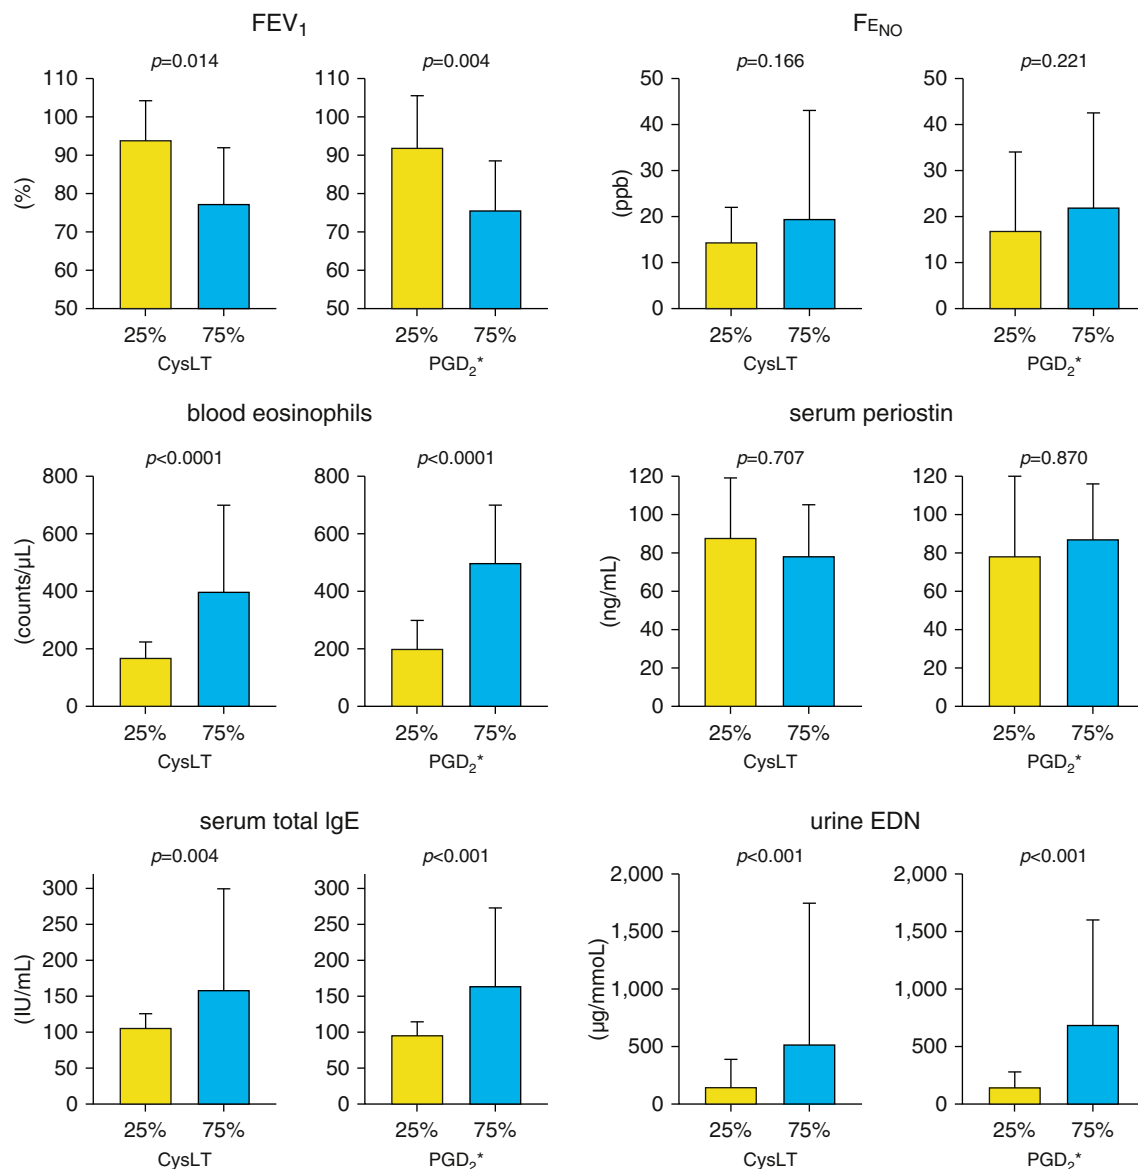 FEV1
p=0.014
110
100
90
80
70
60
50
(%)
25% 75%
CysLT
p=0.004
110
100
90
80
70
60
50
25% 75%
PGD2*
FENO
p=0.166
50
40
30
20
10
0
(ppb)
25% 75%
CysLT
p=0.221
50
40
30
20
10
0
25% 75%
PGD2*
blood eosinophils
p<0.0001
800
600
400
200
0
(counts/μL)
25% 75%
CysLT
p<0.0001
800
600
400
200
0
25% 75%
PGD2*
serum periostin
p=0.707
120
100
80
60
40
20
0
(ng/mL)
25% 75%
CysLT
p=0.870
120
100
80
60
40
20
0
25% 75%
PGD2*
serum total IgE
p=0.004
300
250
200
150
100
50
0
(IU/mL)
25% 75%
CysLT
p<0.001
300
250
200
150
100
50
0
25% 75%
PGD2*
urine EDN
p<0.001
2,000
1,500
1,000
500
0
(μg/mmoL)
25% 75%
CysLT
p<0.001
2,000
1,500
1,000
500
0
25% 75%
PGD2*